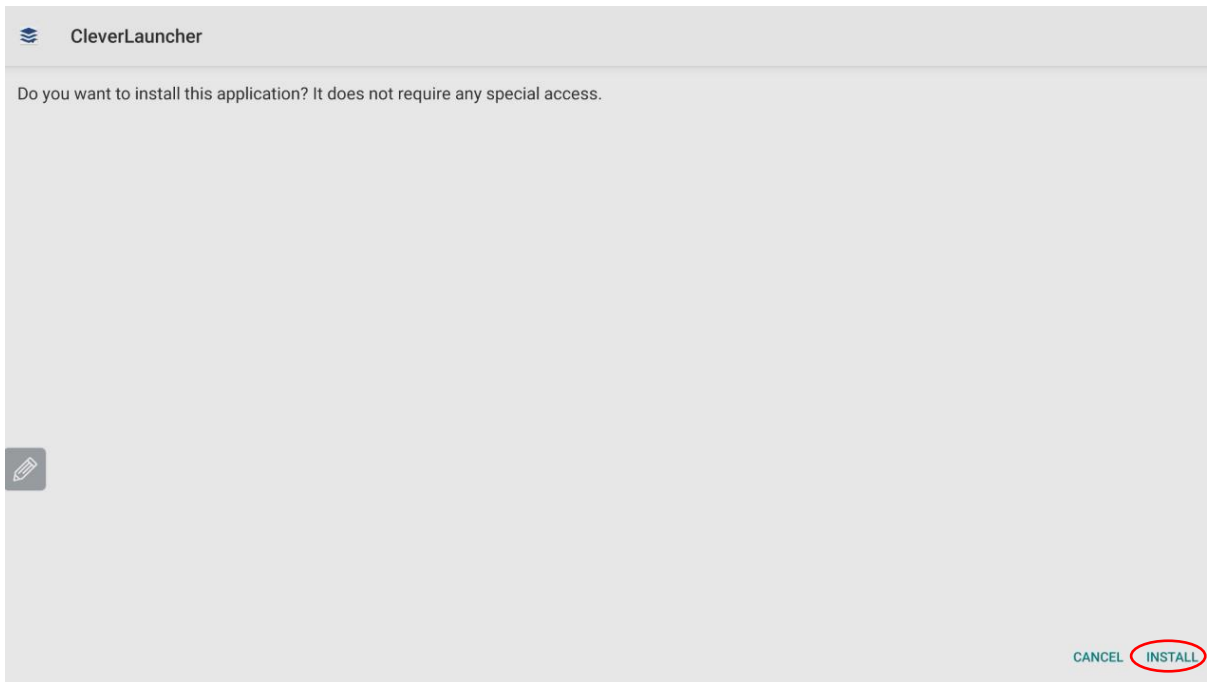 CleverLauncher
Do you want to install this application? It does not require any special access.
CANCEL INSTALL